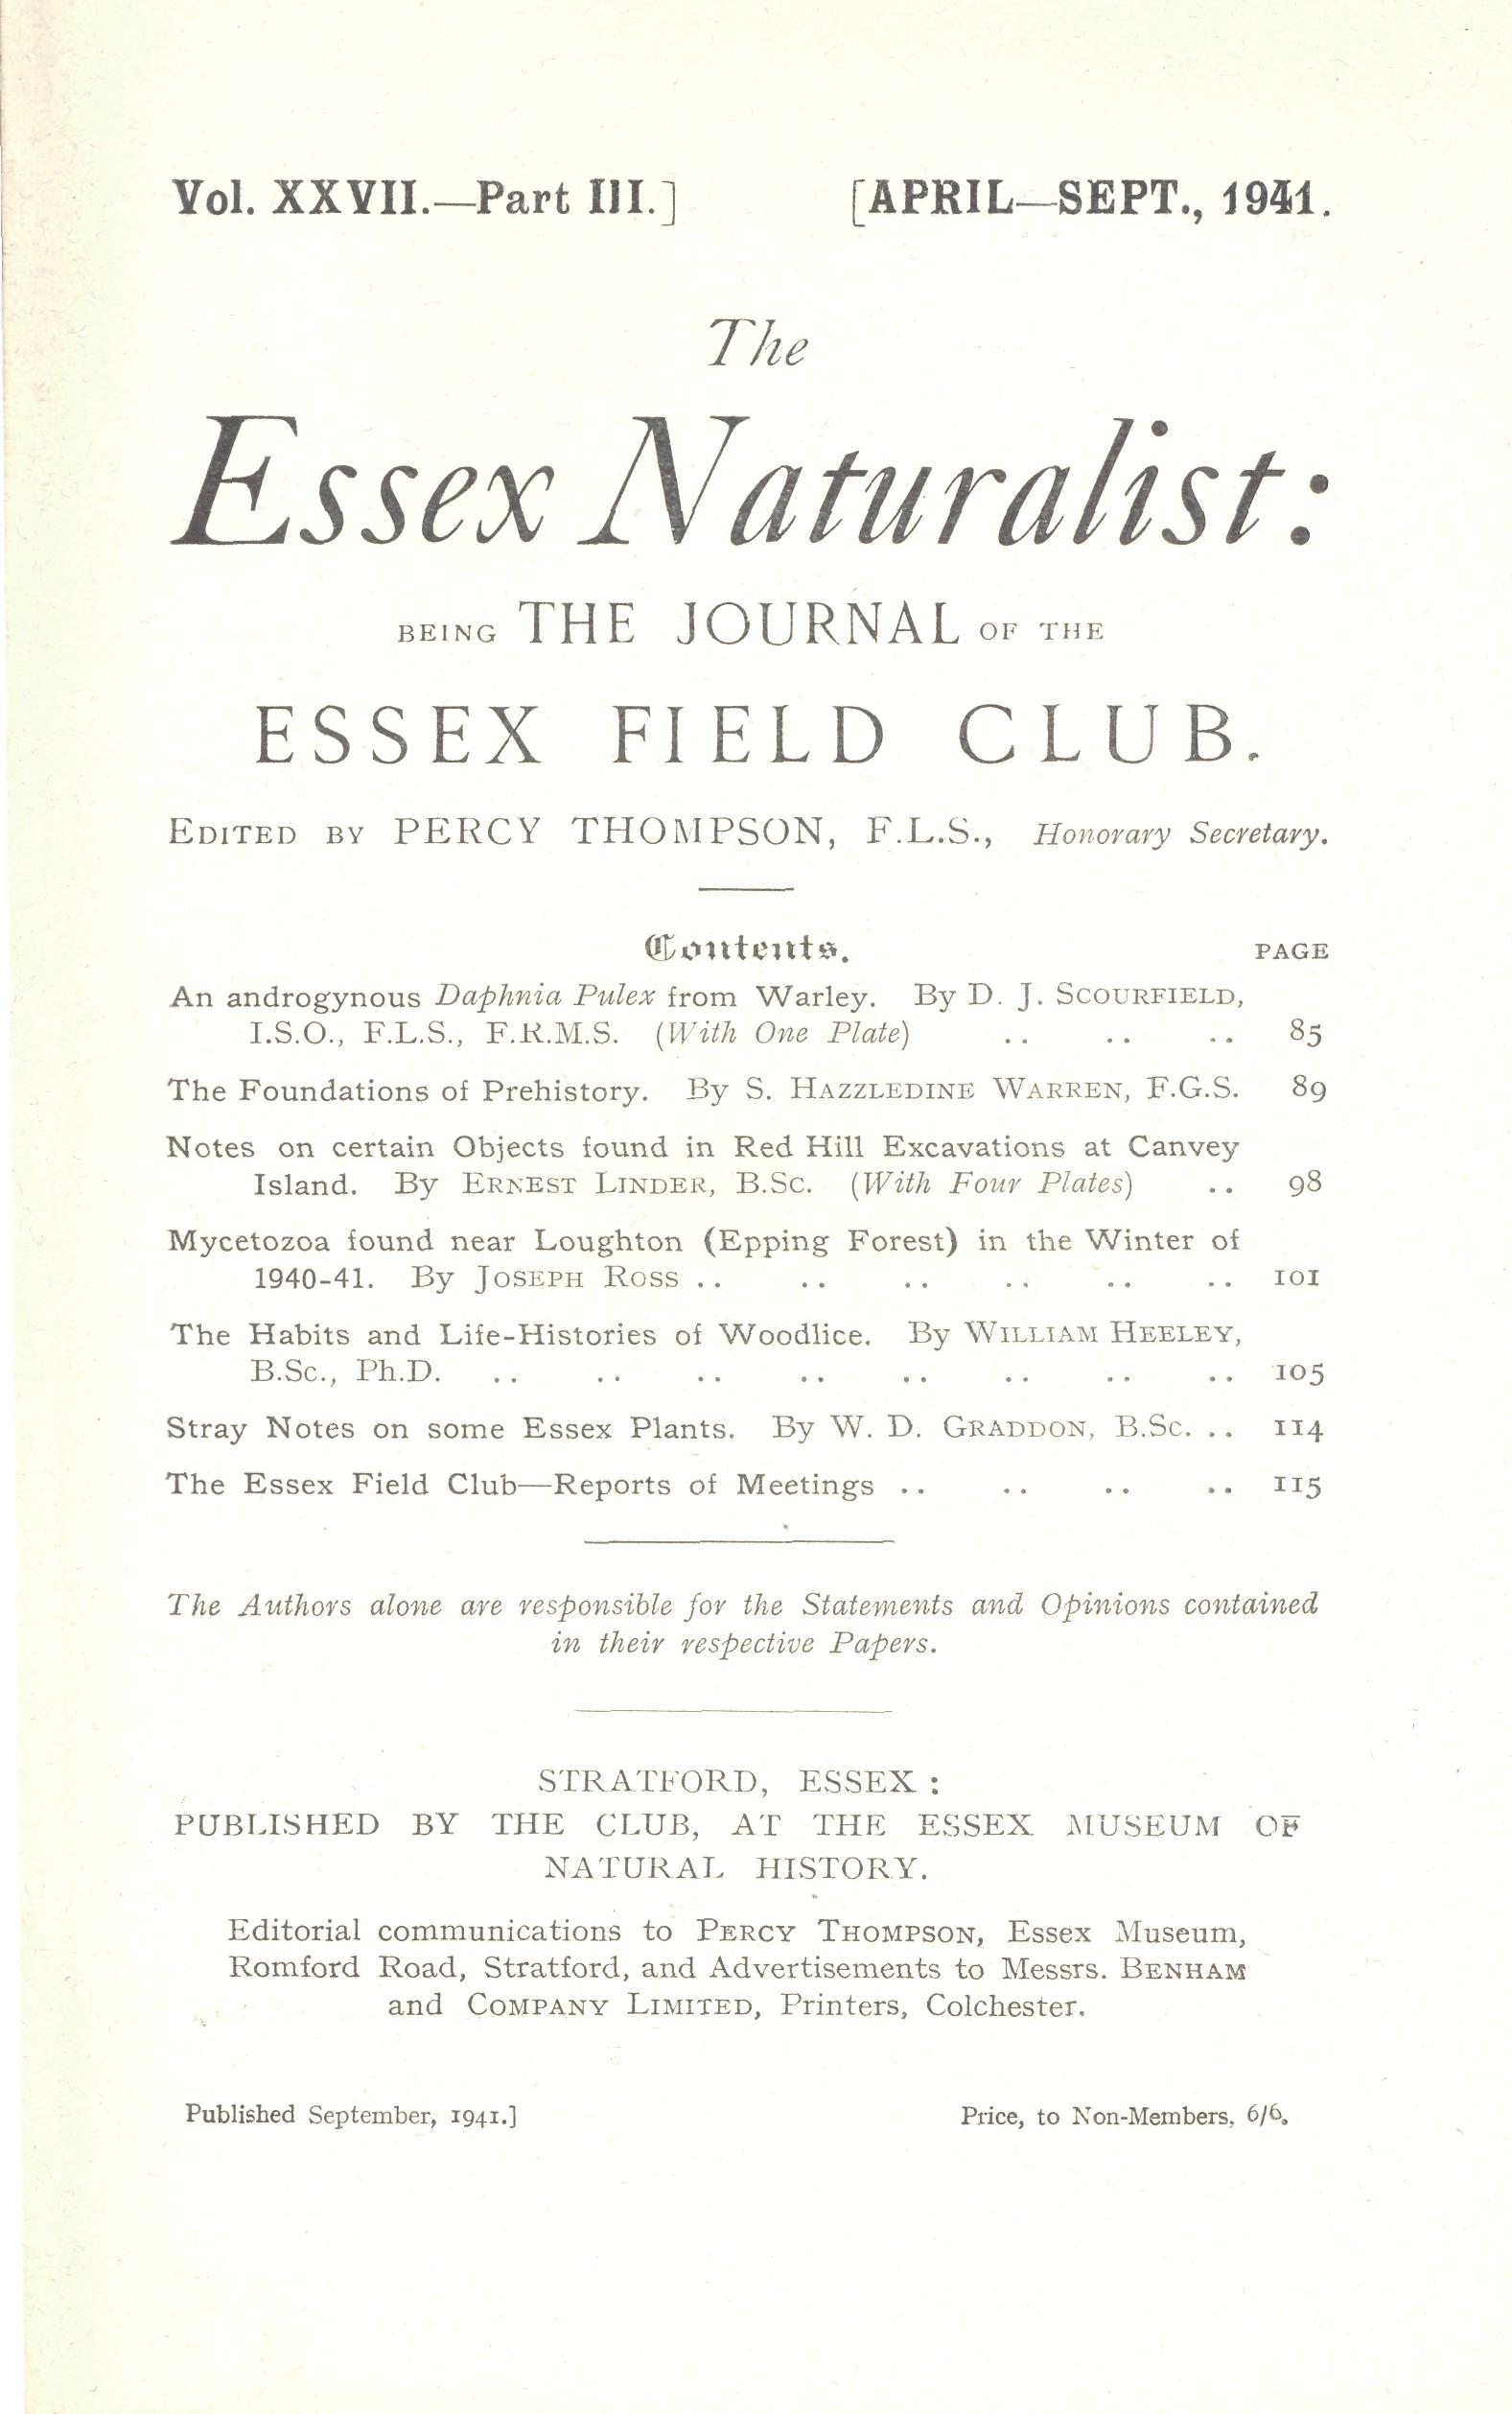 Vol. XXVII.—Part III.] [APRIL—SEPT., 1941.
The
Essex Naturalist:
BEING THE JOURNAL OF THE
ESSEX FIELD CLUB.
EDITED BY PERCY THOMPSON, F.L.S., Honorary Secretary.
Contents. PAGE
An androgynous Daphnia Pulex from Warley. By D. J. SCOURFIELD,
I.S.O., F.L.S., F.R.M.S. (With One Plate) .. .. .. 85
The Foundations of Prehistory. By S. HAZZLEDINE WARREN, F.G.S. 89
Notes on certain Objects found in Red Hill Excavations at Canvey
Island. By ERNEST LINDER, B.Sc. (With Four Plates) .. 98
Mycetozoa found near Loughton (Epping Forest) in the Winter of
1940-41. By JOSEPH ROSS .. .. .. .. .. .. 101
The Habits and Life-Histories of Woodlice. By WILLIAM HEELEY,
B.Sc., Ph.D. .. .. .. .. .. .. .. .. 105
Stray Notes on some Essex Plants. By W. D. GRADDON, B.Sc. .. 114
The Essex Field Club—Reports of Meetings .. .. .. .. 115
The Authors alone are responsible for the Statements and Opinions contained
in their respective Papers.
STRATFORD, ESSEX :
PUBLISHED BY THE CLUB, AT THE ESSEX MUSEUM OF
NATURAL HISTORY.
Editorial communications to PERCY THOMPSON, Essex Museum,
Romford Road, Stratford, and Advertisements to Messrs. BENHAM
and COMPANY LIMITED, Printers, Colchester.
Published September, 1941.] Price, to Non-Members, 6/6.